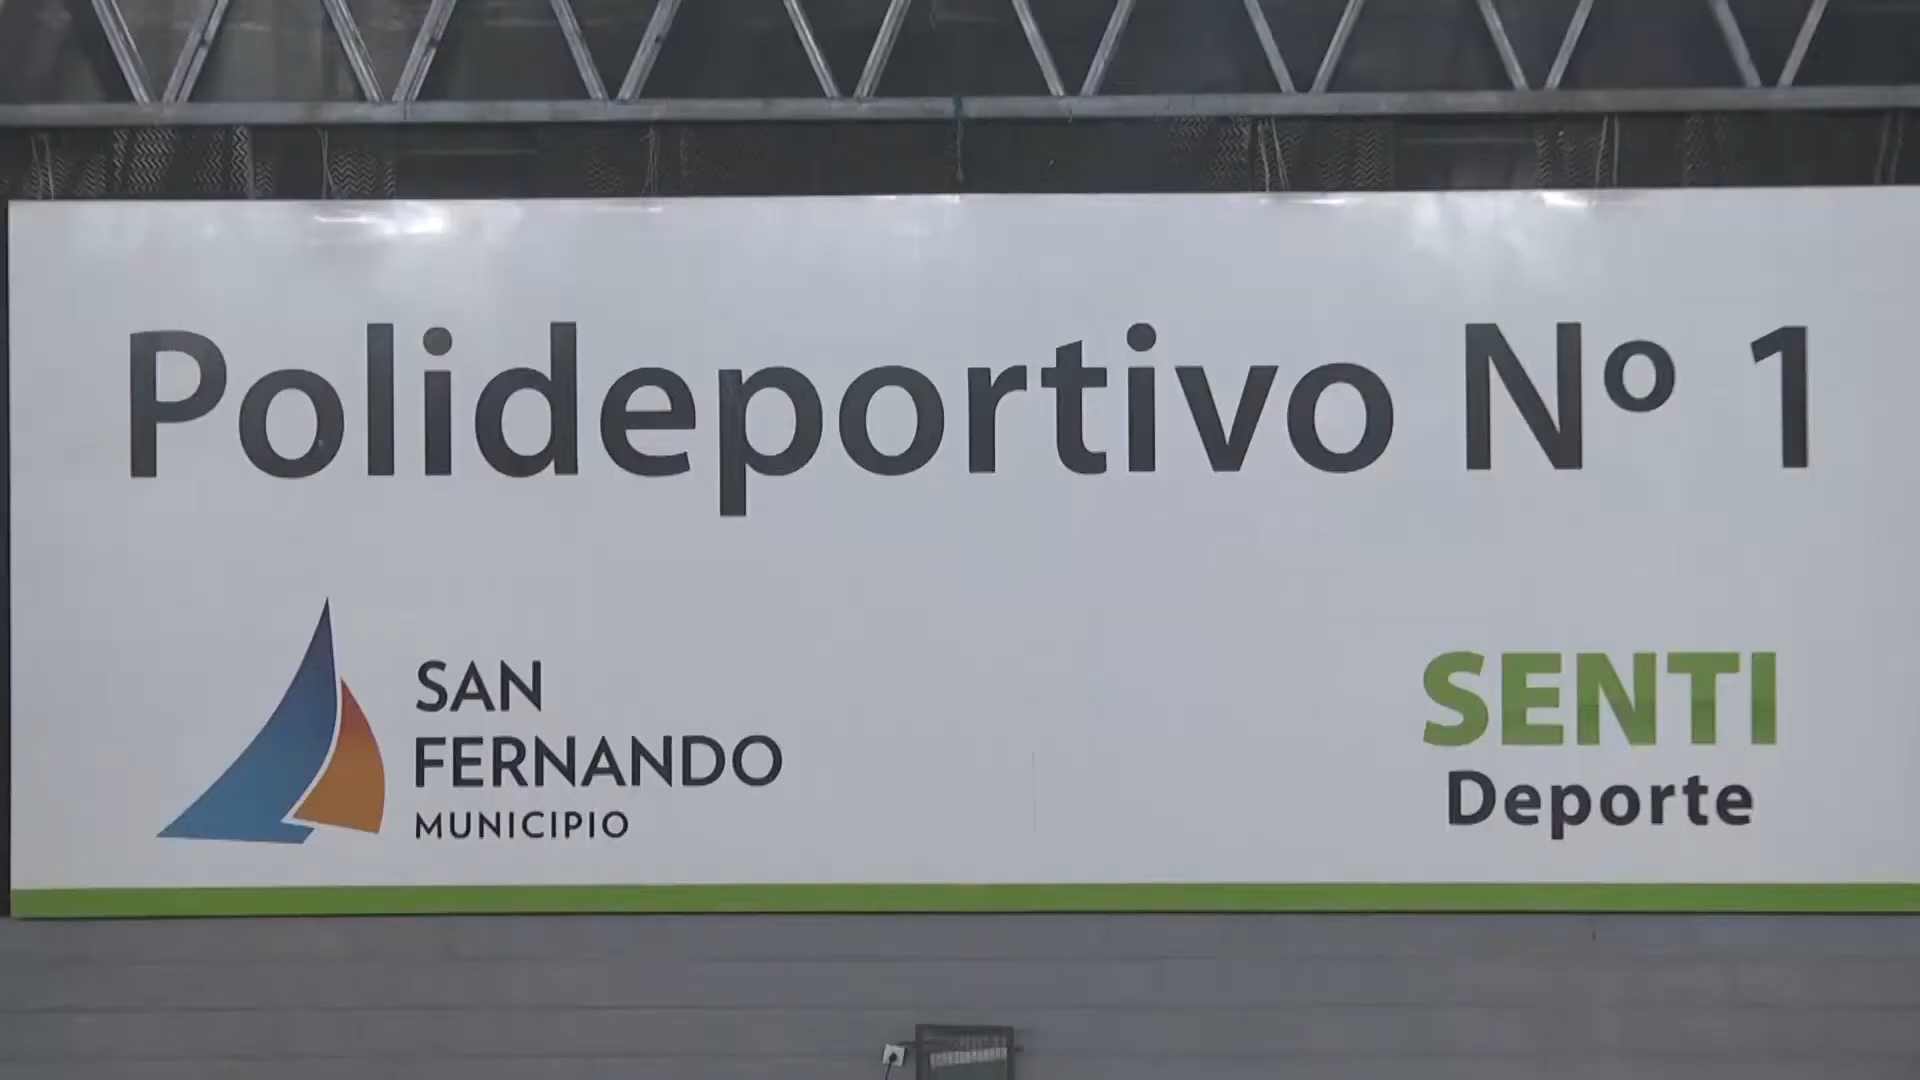 Polideportivo Nº 1
SAN
FERNANDO
MUNICIPIO
SENTI
Deporte